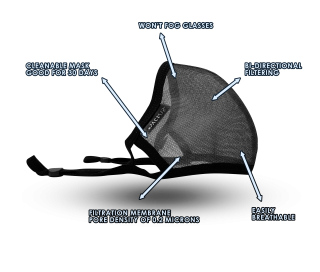 WON'T FOG GLASSES
CLEANABLE MASK
GOOD FOR 30 DAYS
BI-DIRECTIONAL
FILTERING
FILTRATION MEMBRANE
PORE DENSITY OF 0.2 MICRONS
EASILY
BREATHABLE